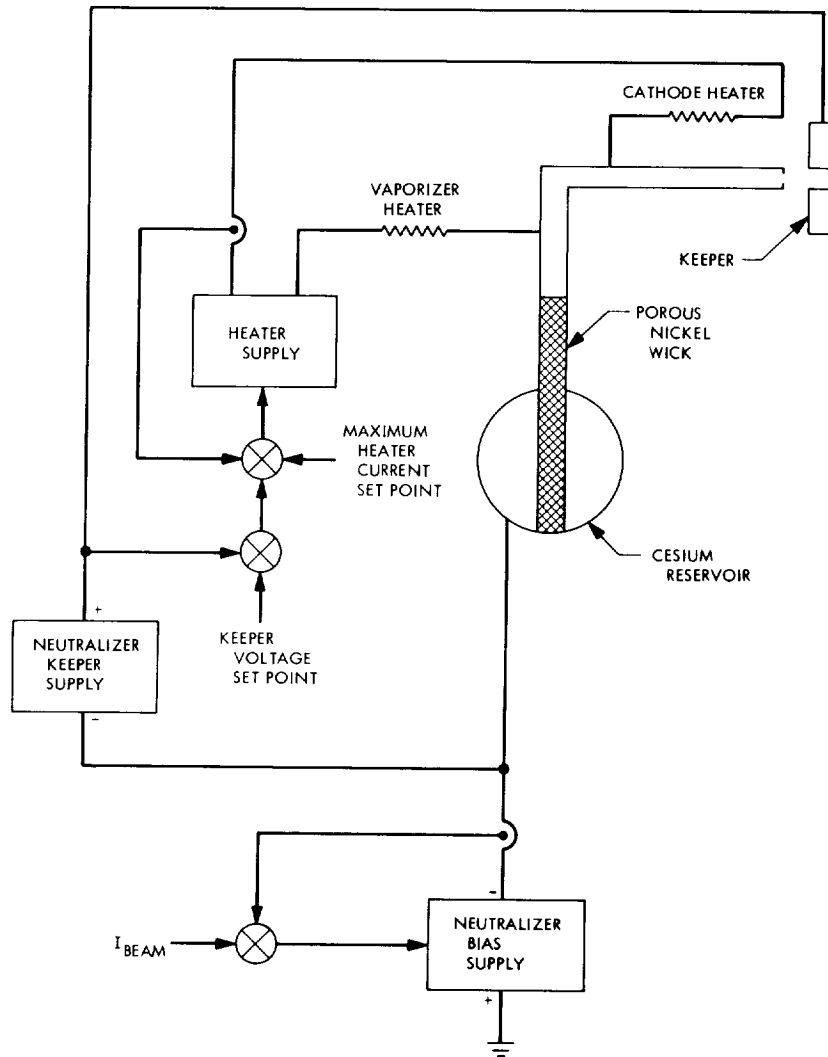 CATHODE HEATER
VAPORIZER
HEATER
KEEPER
HEATER
SUPPLY
POROUS
NICKEL
WICK
MAXIMUM
HEATER
CURRENT
SET POINT
CESIUM
RESERVOIR
+
NEUTRALIZER
KEEPER
SUPPLY
−
KEEPER
VOLTAGE
SET POINT
I BEAM
−
NEUTRALIZER
BIAS
SUPPLY
+